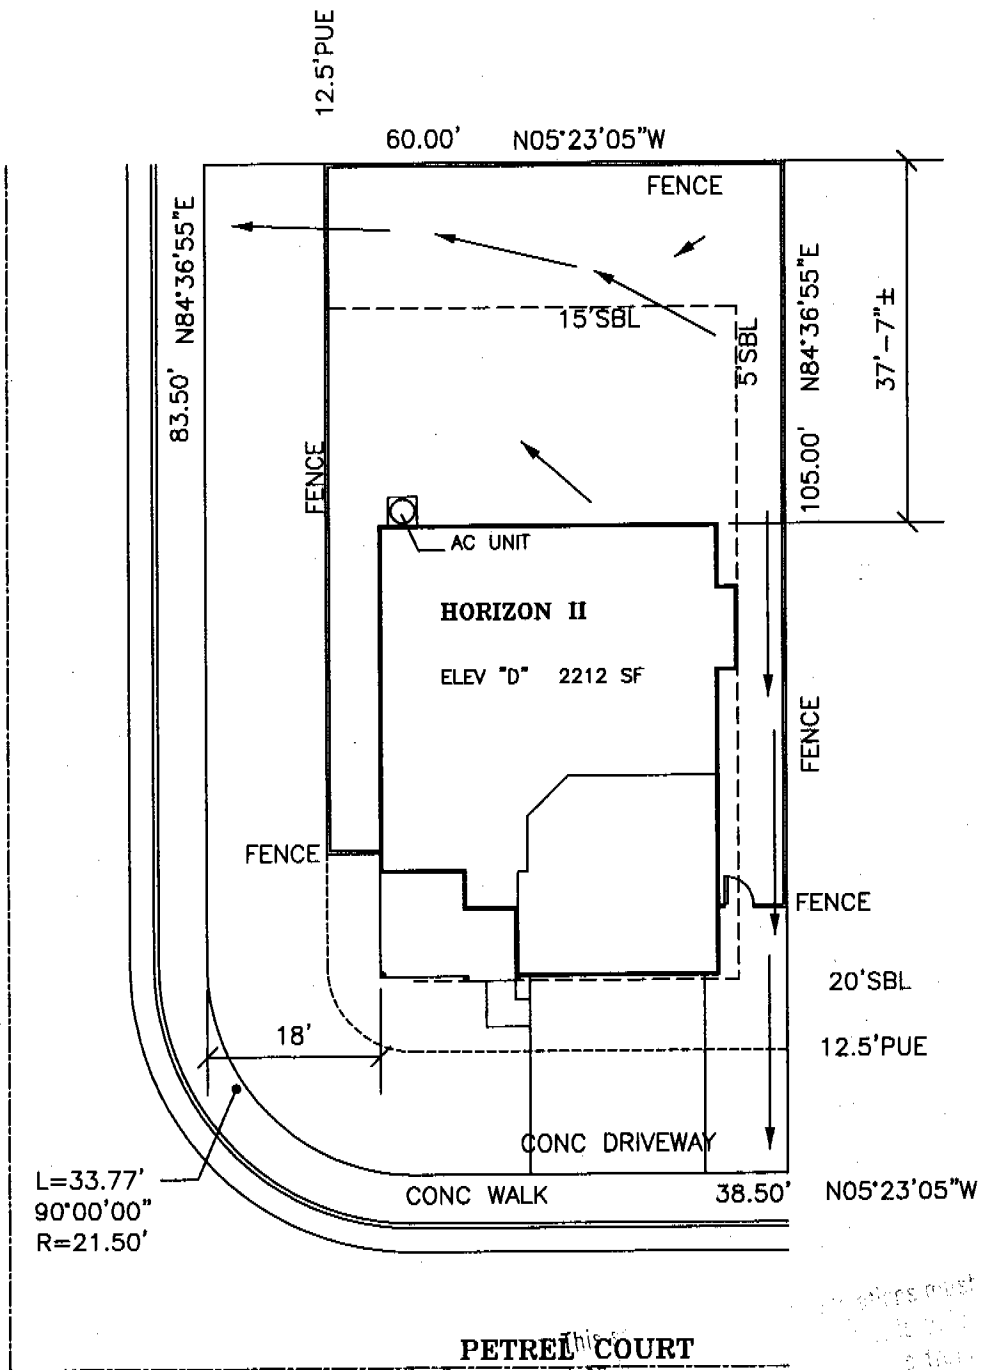 12.5'PUE
60.00' N05°23'05"W
FENCE
83.50' N84°36'55"E
105.00' N84°36'55"E
37'-7"±
15'SBL
5'SBL
FENCE
AC UNIT
HORIZON II
ELEV "D" 2212 SF
FENCE
FENCE
FENCE
20'SBL
18'
12.5'PUE
CONC DRIVEWAY
L=33.77'
90°00'00"
R=21.50'
CONC WALK
38.50' N05°23'05"W
must
This
PETREL COURT